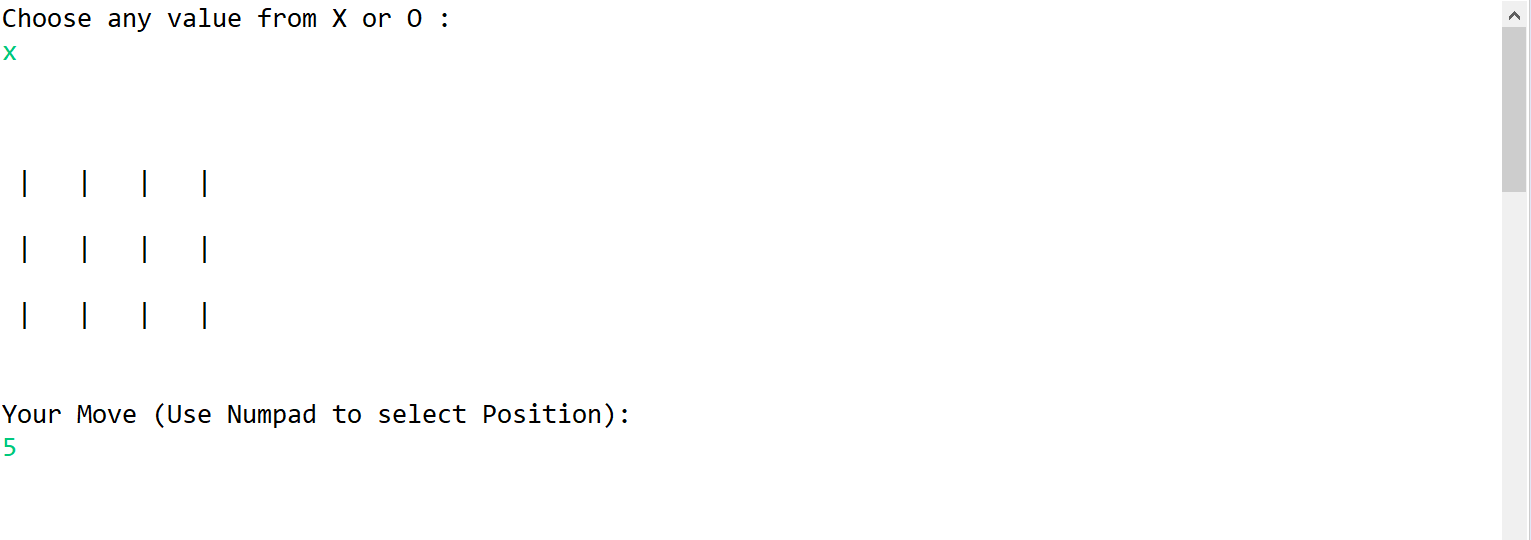 Choose any value from X or O :
x
|   |   |   |
|   |   |   |
|   |   |   |
Your Move (Use Numpad to select Position):
5